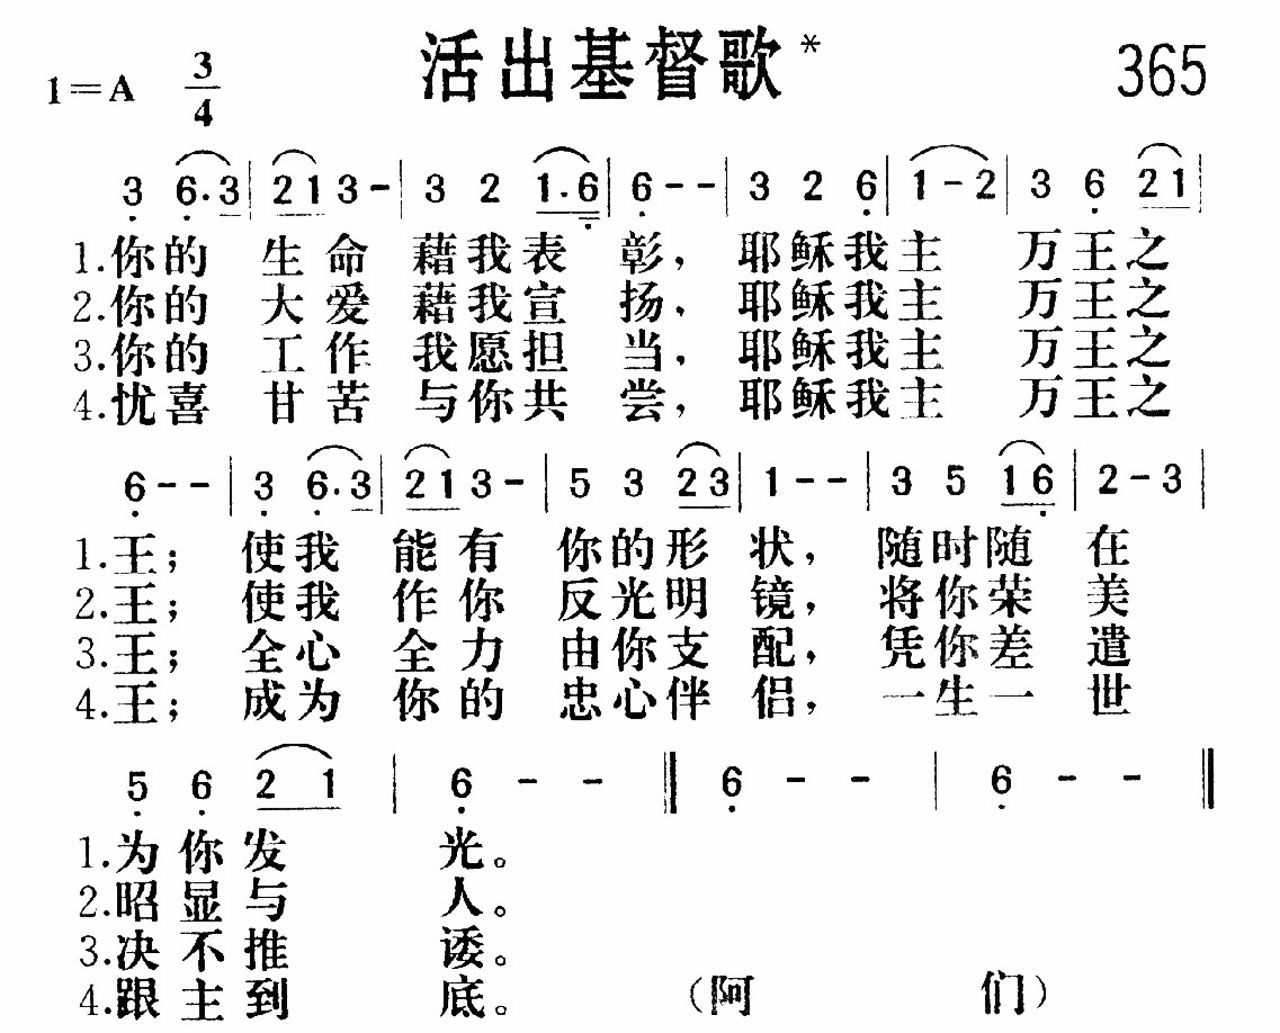 活出基督歌*
365
1=A 3/4
3 6·3 | 2 1 3 - | 3 2 1·6 | 6 - - | 3 2 6 | 1 - 2 | 3 6 2 1 |
1.你的 生命 藉我表 彰，耶稣我主 万王之
2.你的 大爱 藉我宣 扬，耶稣我主 万王之
3.你的 工作 我愿担 当，耶稣我主 万王之
4.忧喜 甘苦 与你共 尝，耶稣我主 万王之
6 - - | 3 6·3 | 2 1 3 - | 5 3 2 3 | 1 - - | 3 5 1 6 | 2 - 3 |
1.王；使我 能有 你的形 状，随时随 在
2.王；使我 作你 反光明 镜，将你荣 美
3.王；全心 全力 由你支 配，凭你差 遣
4.王；成为 你的 忠心伴 侣，一生一 世
5 6 2 1 | 6 - - ‖ 6 - - | 6 - - ‖
1.为你发 光。
2.昭显与 人。
3.决不推 诿。
4.跟主到 底。（阿 们）